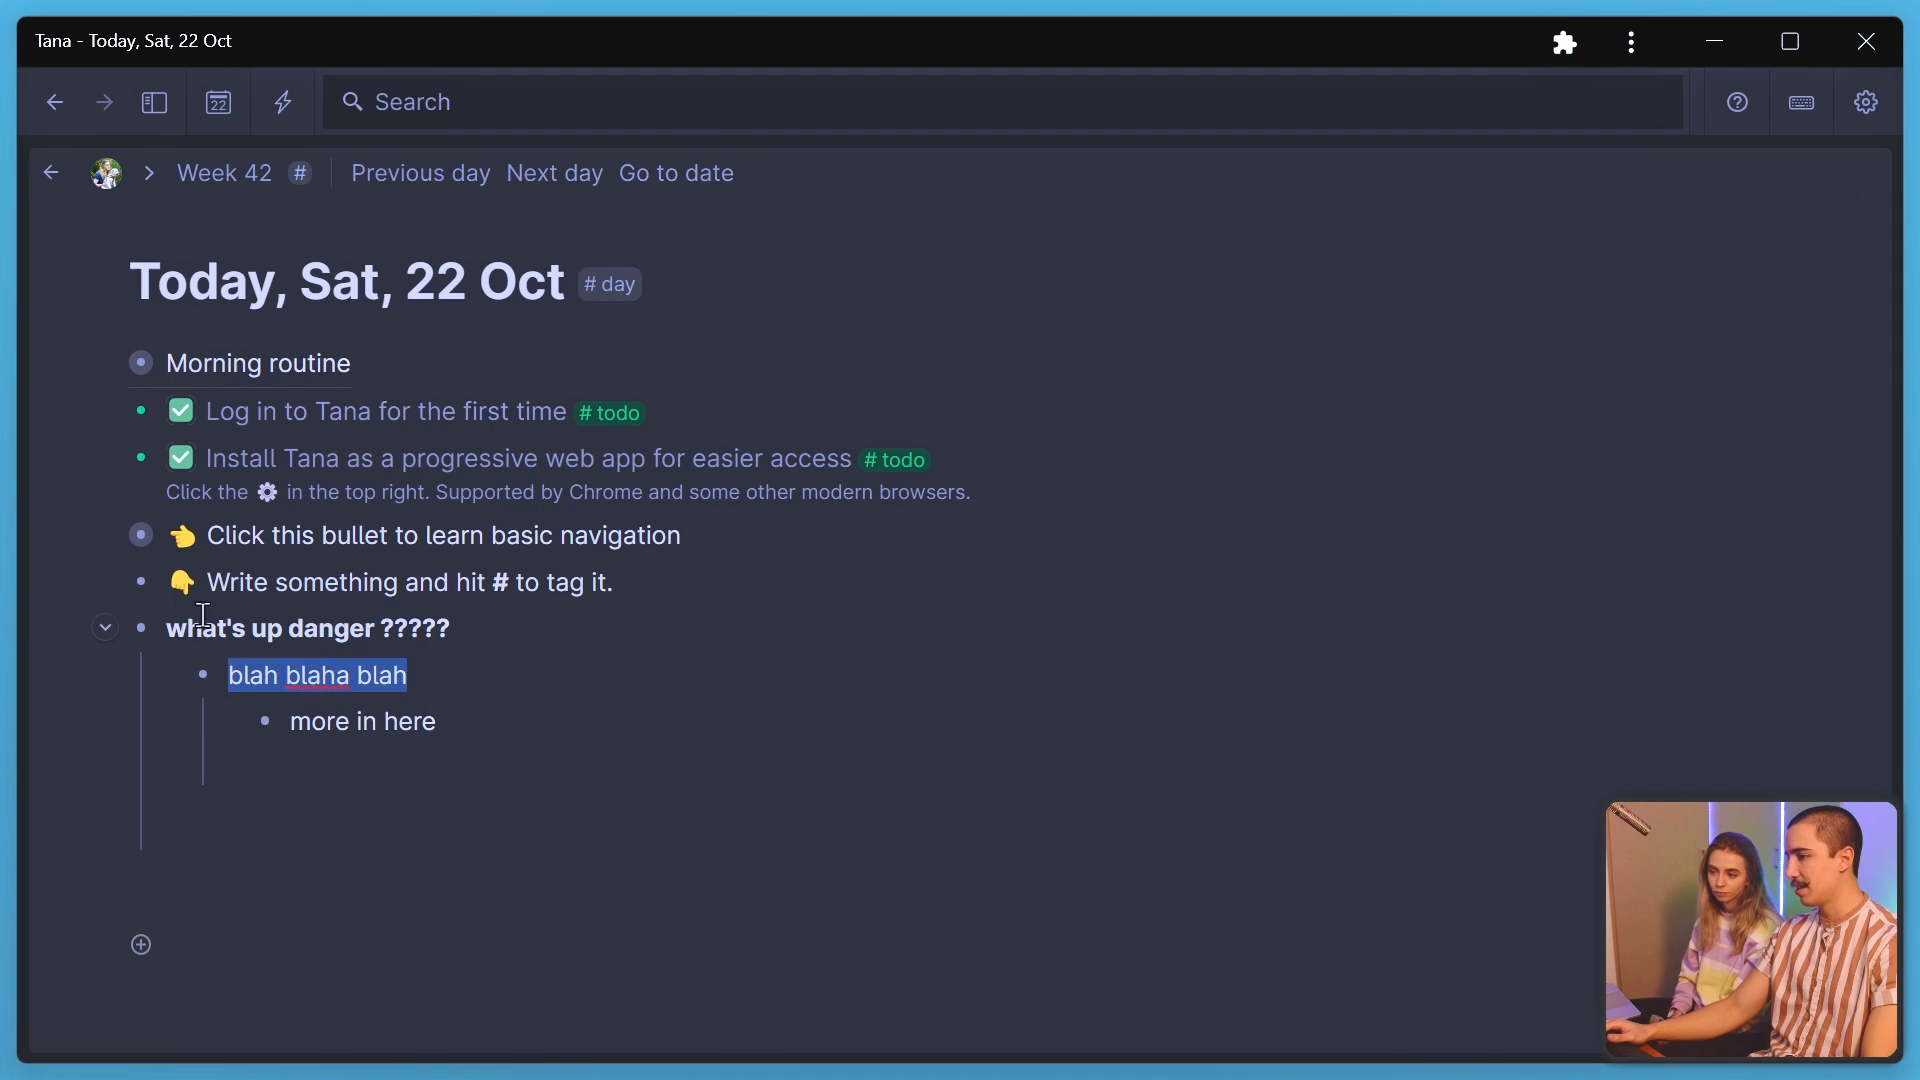 Tana - Today, Sat, 22 Oct
22
Search
Week 42 # Previous day Next day Go to date
Today, Sat, 22 Oct # day
Morning routine
Log in to Tana for the first time # todo
Install Tana as a progressive web app for easier access # todo
Click the ⚙ in the top right. Supported by Chrome and some other modern browsers.
👈 Click this bullet to learn basic navigation
👇 Write something and hit # to tag it.
what's up danger ?????
blah blaha blah
more in here